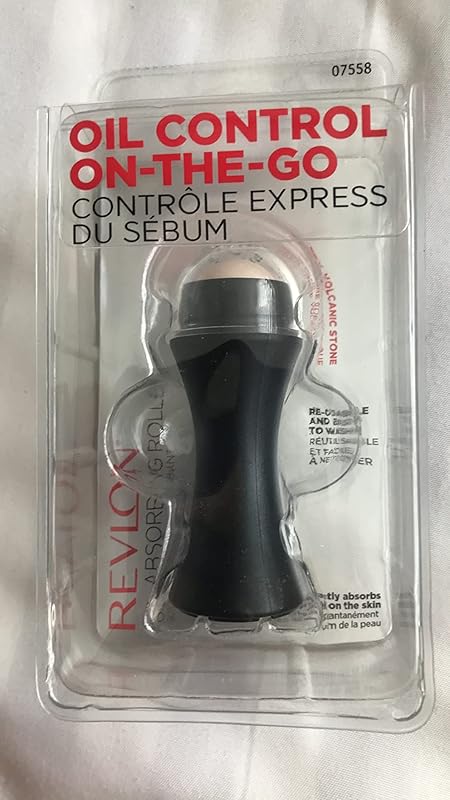 07558
OIL CONTROL
ON-THE-GO
CONTRÔLE EXPRESS
DU SÉBUM
VOLCANIC STONE
RE-USABLE
AND EASY
TO WASH
RÉUTILISABLE
ET FACILE
À NETTOYER
REVLON
absorbs
on the skin
de la peau